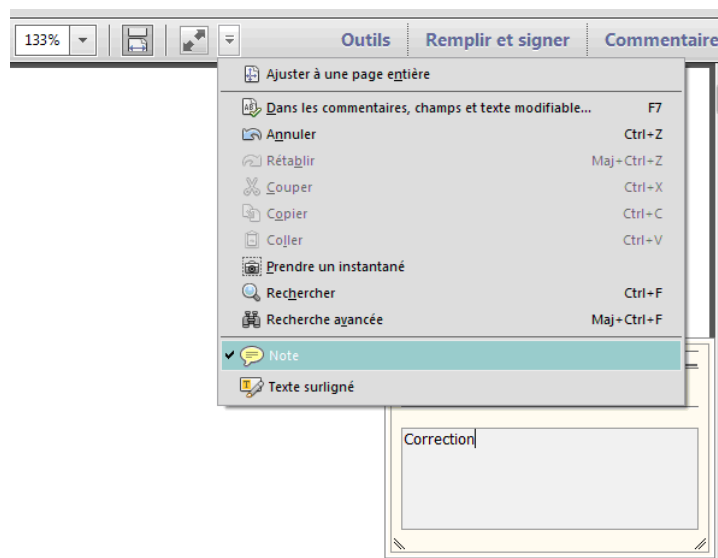 133% Outils Remplir et signer Commentaire
Ajuster à une page entière
Dans les commentaires, champs et texte modifiable... F7
Annuler Ctrl+Z
Rétablir Maj+Ctrl+Z
Couper Ctrl+X
Copier Ctrl+C
Coller Ctrl+V
Prendre un instantané
Rechercher Ctrl+F
Recherche avancée Maj+Ctrl+F
Note
Texte surligné
Correction